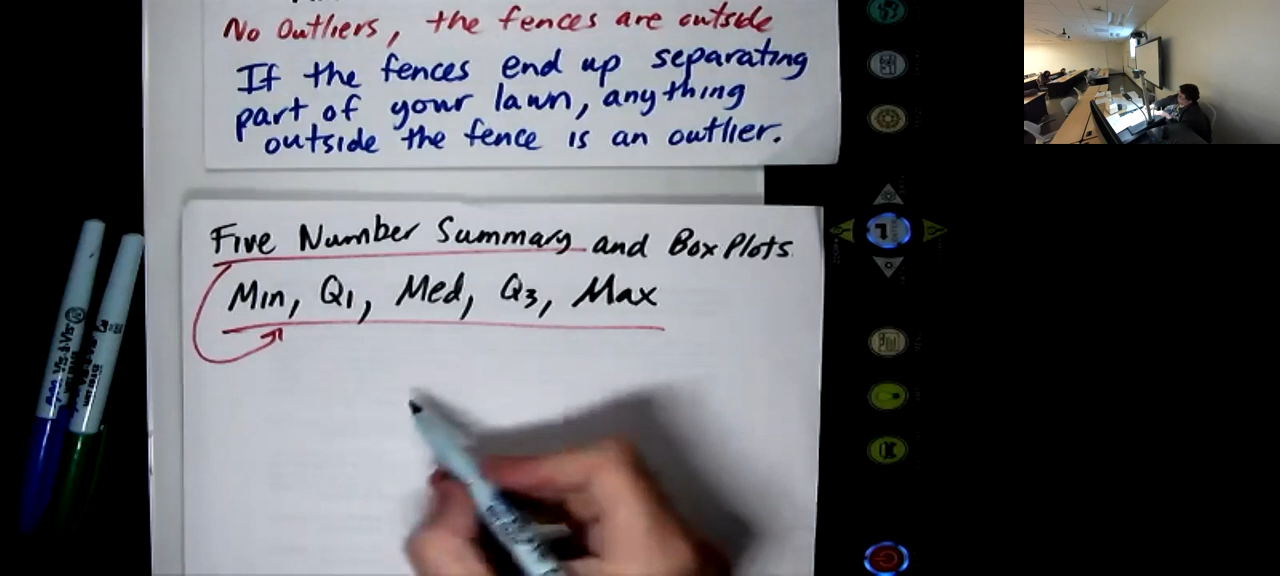 No Outliers, the fences are outside
If the fences end up separating
part of your lawn, anything
outside the fence is an outlier.
Five Number Summary and Box Plots
Min, Q1, Med, Q3, Max